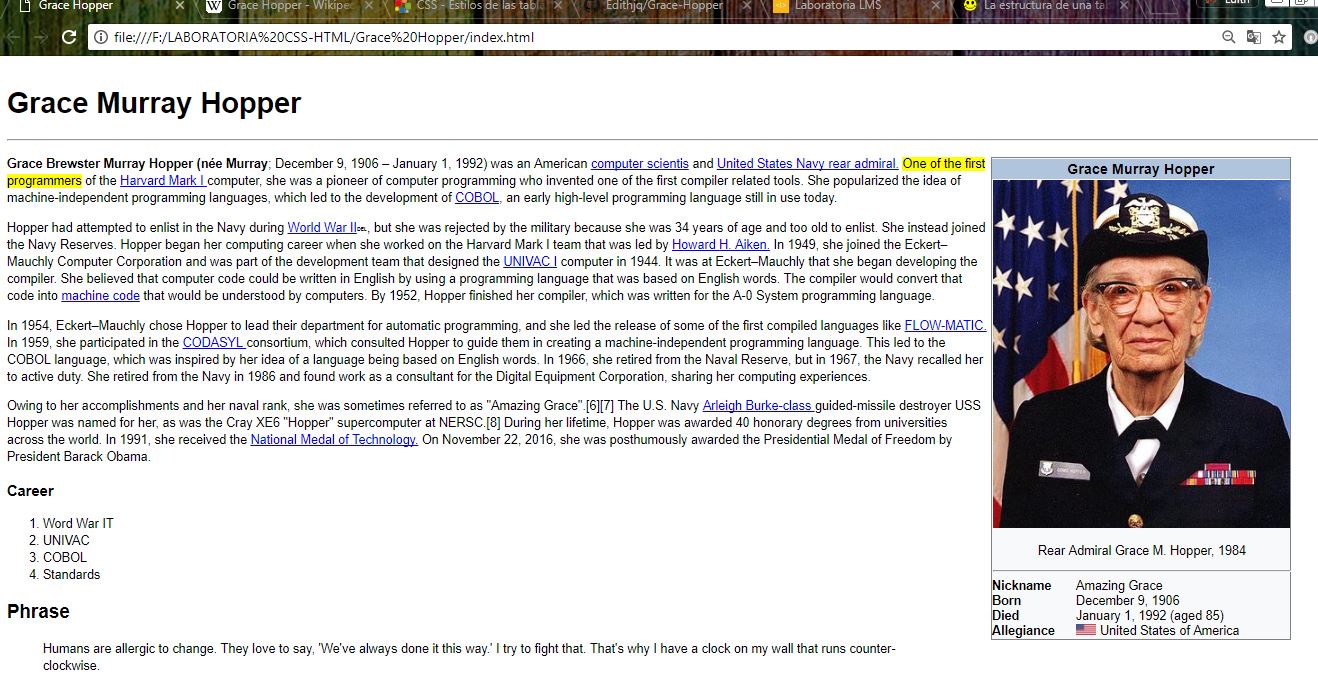 Grace Hopper
Grace Hopper - Wikipe
CSS - Estilos de las tabla
Edithjq/Grace-Hopper
Laboratoria LMS
La estructura de una tal
file:///F:/LABORATORIA%20CSS-HTML/Grace%20Hopper/index.html
Grace Murray Hopper
Grace Brewster Murray Hopper (née Murray; December 9, 1906 – January 1, 1992) was an American computer scientis and United States Navy rear admiral. One of the first
programmers of the Harvard Mark I computer, she was a pioneer of computer programming who invented one of the first compiler related tools. She popularized the idea of
machine-independent programming languages, which led to the development of COBOL, an early high-level programming language still in use today.
Hopper had attempted to enlist in the Navy during World War II, but she was rejected by the military because she was 34 years of age and too old to enlist. She instead joined
the Navy Reserves. Hopper began her computing career when she worked on the Harvard Mark I team that was led by Howard H. Aiken. In 1949, she joined the Eckert–
Mauchly Computer Corporation and was part of the development team that designed the UNIVAC I computer in 1944. It was at Eckert–Mauchly that she began developing the
compiler. She believed that computer code could be written in English by using a programming language that was based on English words. The compiler would convert that
code into machine code that would be understood by computers. By 1952, Hopper finished her compiler, which was written for the A-0 System programming language.
In 1954, Eckert–Mauchly chose Hopper to lead their department for automatic programming, and she led the release of some of the first compiled languages like FLOW-MATIC.
In 1959, she participated in the CODASYL consortium, which consulted Hopper to guide them in creating a machine-independent programming language. This led to the
COBOL language, which was inspired by her idea of a language being based on English words. In 1966, she retired from the Naval Reserve, but in 1967, the Navy recalled her
to active duty. She retired from the Navy in 1986 and found work as a consultant for the Digital Equipment Corporation, sharing her computing experiences.
Owing to her accomplishments and her naval rank, she was sometimes referred to as "Amazing Grace".[6][7] The U.S. Navy Arleigh Burke-class guided-missile destroyer USS
Hopper was named for her, as was the Cray XE6 "Hopper" supercomputer at NERSC.[8] During her lifetime, Hopper was awarded 40 honorary degrees from universities
across the world. In 1991, she received the National Medal of Technology. On November 22, 2016, she was posthumously awarded the Presidential Medal of Freedom by
President Barack Obama.
Career
1. Word War IT
2. UNIVAC
3. COBOL
4. Standards
Phrase
Humans are allergic to change. They love to say, 'We've always done it this way.' I try to fight that. That's why I have a clock on my wall that runs counter-
clockwise.
Grace Murray Hopper
Rear Admiral Grace M. Hopper, 1984
Nickname Amazing Grace
Born December 9, 1906
Died January 1, 1992 (aged 85)
Allegiance United States of America